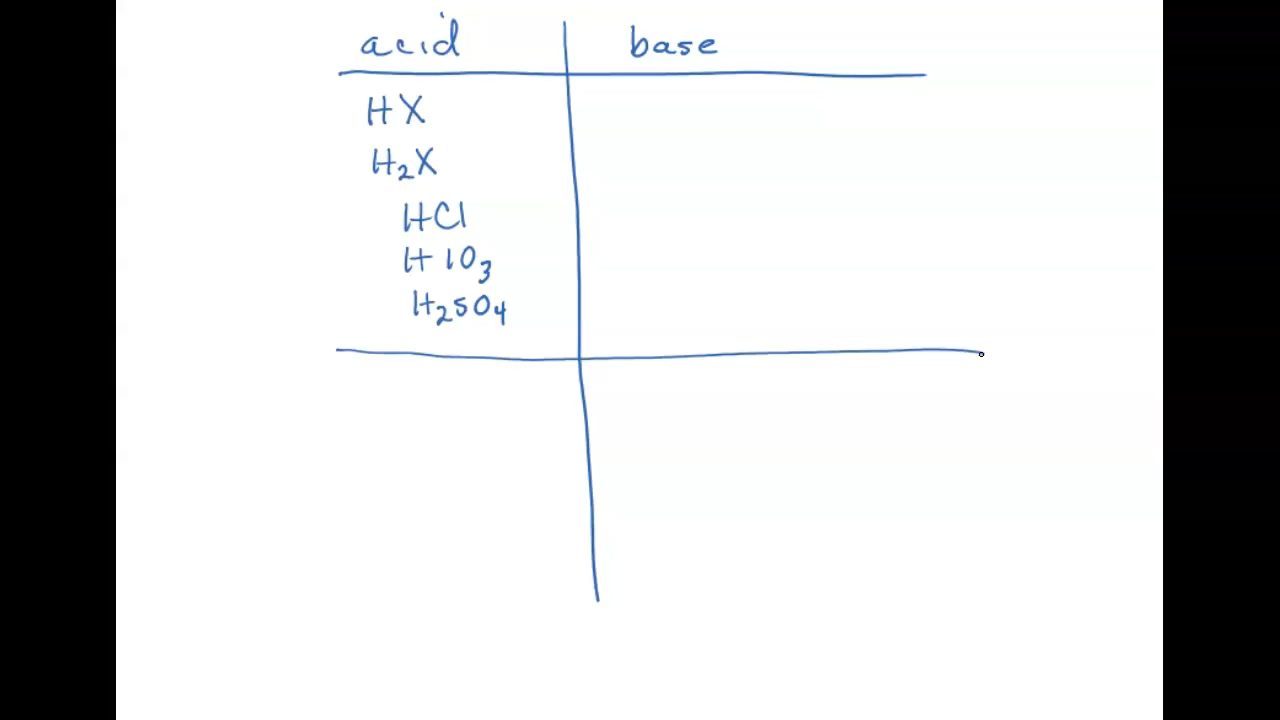 acid base
HX
H₂X
HCl
HIO₃
H₂SO₄